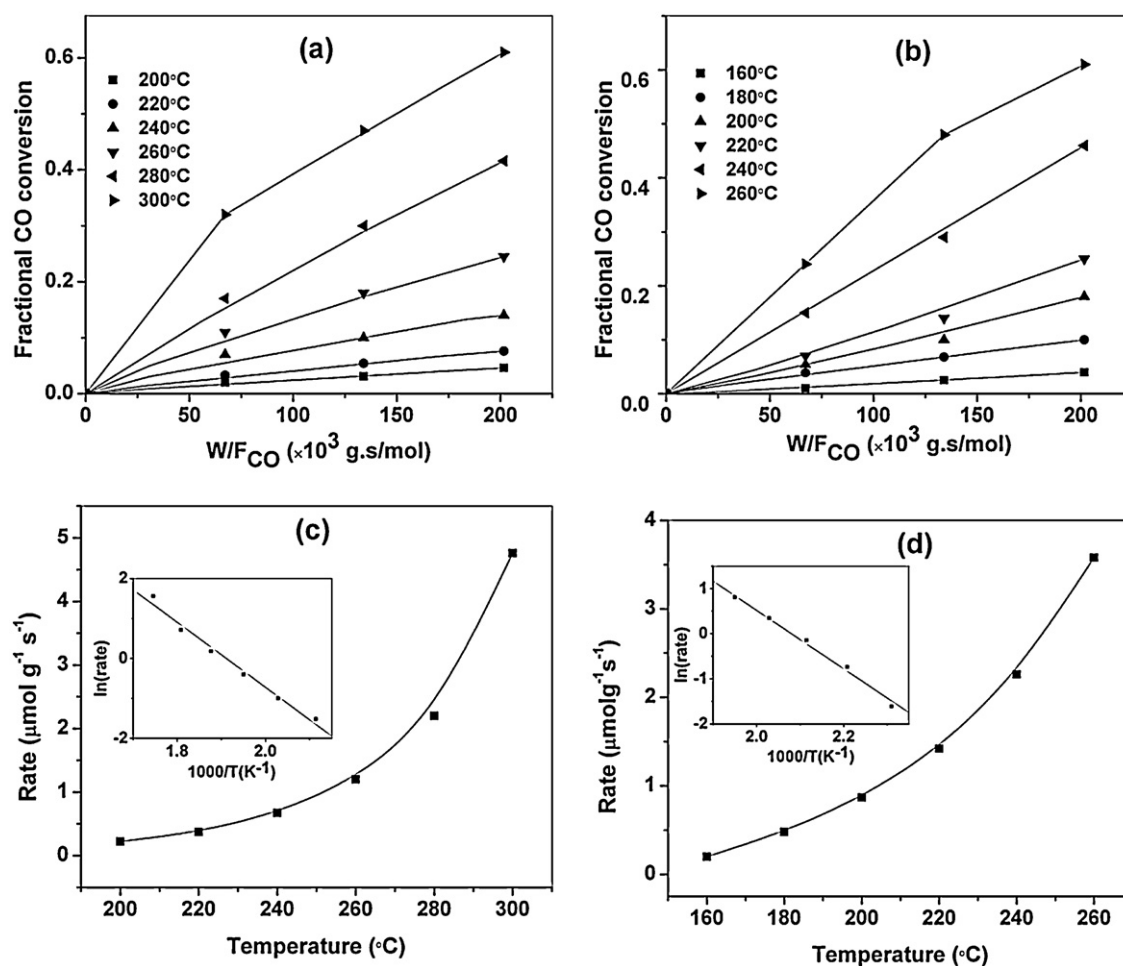 (a)
200°C
220°C
240°C
260°C
280°C
300°C
0.6
0.4
0.2
0.0
0 50 100 150 200
Fractional CO conversion
W/F_CO (×10³ g.s/mol)
(b)
160°C
180°C
200°C
220°C
240°C
260°C
0.6
0.4
0.2
0.0
0 50 100 150 200
Fractional CO conversion
W/F_CO (×10³ g.s/mol)
(c)
5
4
3
2
1
0
200 220 240 260 280 300
Rate (μmol g⁻¹ s⁻¹)
Temperature (°C)
2
0
-2
1.8 2.0
ln(rate)
1000/T(K⁻¹)
(d)
4
3
2
1
0
160 180 200 220 240 260
Rate (μmolg⁻¹s⁻¹)
Temperature (°C)
1
0
-1
-2
2.0 2.2
ln(rate)
1000/T(K⁻¹)